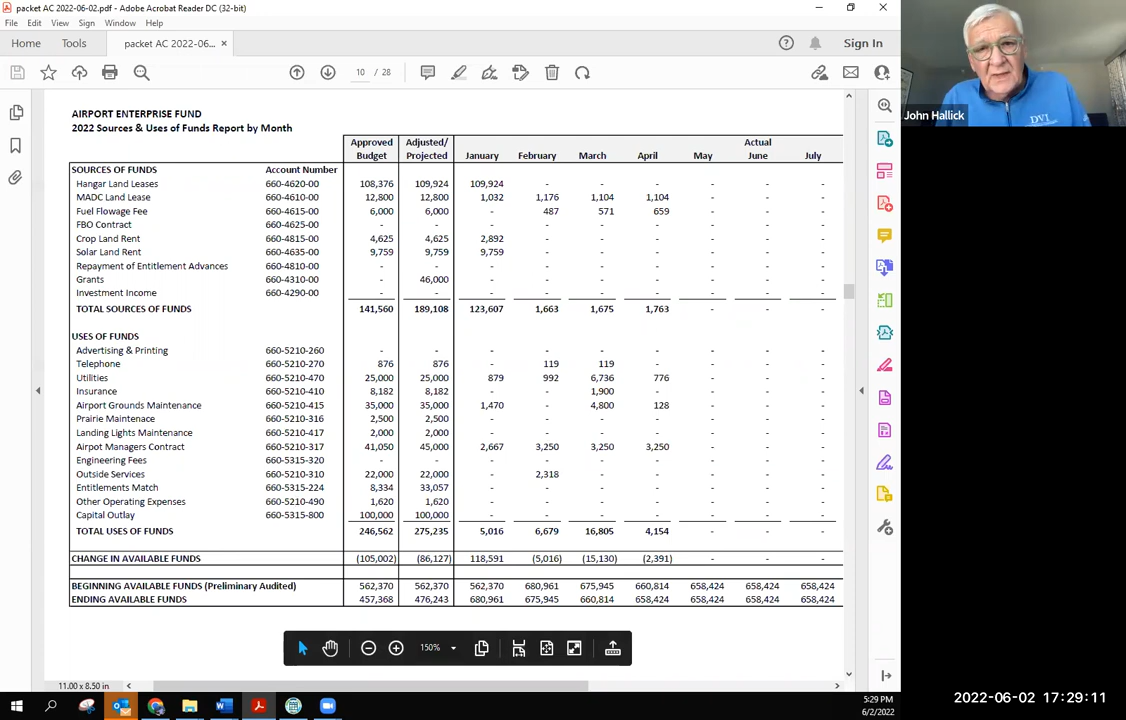 packet AC 2022-06-02.pdf - Adobe Acrobat Reader DC (32-bit)
File Edit View Sign Window Help
Home Tools packet AC 2022-06... × Sign In
10 / 28
AIRPORT ENTERPRISE FUND
2022 Sources & Uses of Funds Report by Month
Approved Adjusted/ Actual
Budget Projected January February March April May June July
SOURCES OF FUNDS Account Number
Hangar Land Leases 660-4620-00 108,376 109,924 109,924 - - - - - -
MADC Land Lease 660-4610-00 12,800 12,800 1,032 1,176 1,104 1,104 - - -
Fuel Flowage Fee 660-4615-00 6,000 6,000 - 487 571 659 - - -
FBO Contract 660-4625-00 - - - - - - - - -
Crop Land Rent 660-4815-00 4,625 4,625 2,892 - - - - - -
Solar Land Rent 660-4635-00 9,759 9,759 9,759 - - - - - -
Repayment of Entitlement Advances 660-4810-00 - - - - - - - - -
Grants 660-4310-00 - 46,000 - - - - - - -
Investment Income 660-4290-00 - - - - - - - - -
TOTAL SOURCES OF FUNDS 141,560 189,108 123,607 1,663 1,675 1,763 - - -
USES OF FUNDS
Advertising & Printing 660-5210-260 - - - - - - - - -
Telephone 660-5210-270 876 876 - 119 119 - - - -
Utilities 660-5210-470 25,000 25,000 879 992 6,736 776 - - -
Insurance 660-5210-410 8,182 8,182 - - 1,900 - - - -
Airport Grounds Maintenance 660-5210-415 35,000 35,000 1,470 - 4,800 128 - - -
Prairie Maintenace 660-5210-316 2,500 2,500 - - - - - - -
Landing Lights Maintenance 660-5210-417 2,000 2,000 - - - - - - -
Airpot Managers Contract 660-5210-317 41,050 45,000 2,667 3,250 3,250 3,250 - - -
Engineering Fees 660-5315-320 - - - - - - - - -
Outside Services 660-5210-310 22,000 22,000 - 2,318 - - - - -
Entitlements Match 660-5315-224 8,334 33,057 - - - - - - -
Other Operating Expenses 660-5210-490 1,620 1,620 - - - - - - -
Capital Outlay 660-5315-800 100,000 100,000 - - - - - - -
TOTAL USES OF FUNDS 246,562 275,235 5,016 6,679 16,805 4,154 - - -
CHANGE IN AVAILABLE FUNDS (105,002) (86,127) 118,591 (5,016) (15,130) (2,391) - - -
BEGINNING AVAILABLE FUNDS (Preliminary Audited) 562,370 562,370 562,370 680,961 675,945 660,814 658,424 658,424 658,424
ENDING AVAILABLE FUNDS 457,368 476,243 680,961 675,945 660,814 658,424 658,424 658,424 658,424
150%
11.00 x 8.50 in
5:29 PM
6/2/2022
John Hallick
DVI
2022-06-02 17:29:11